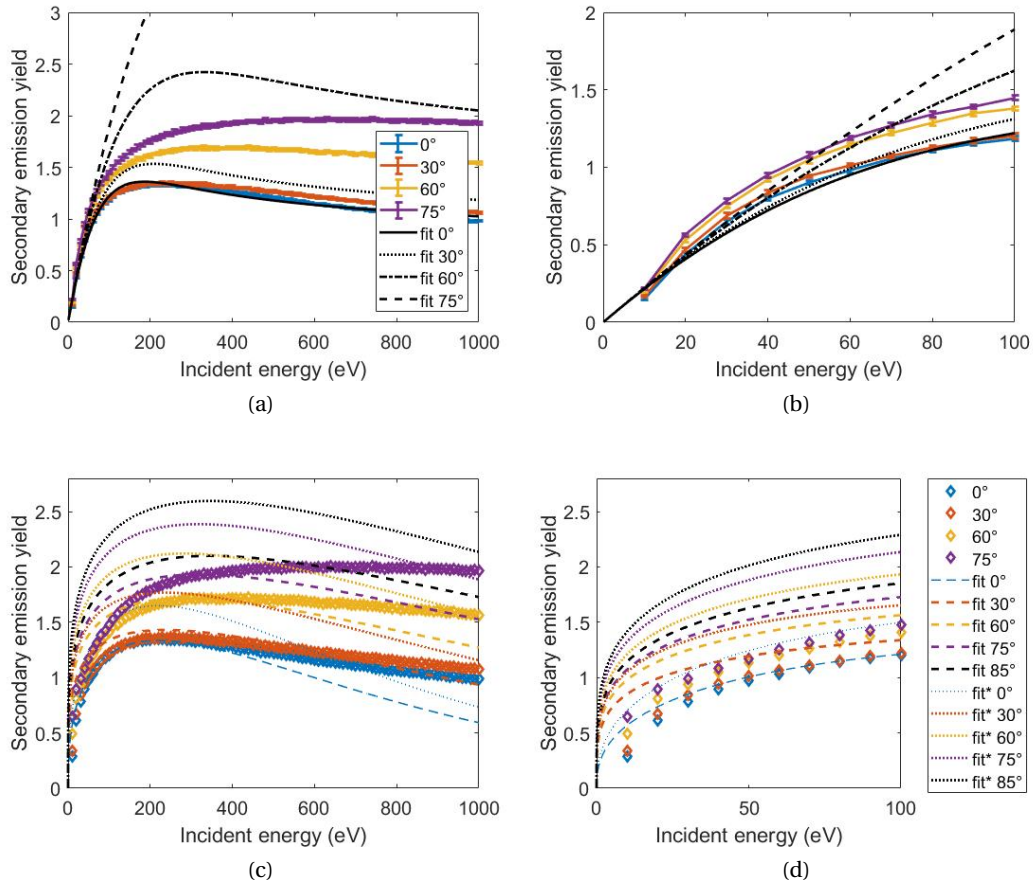 3
2.5
2
1.5
1
0.5
0
Secondary emission yield
0 200 400 600 800 1000
Incident energy (eV)
0°
30°
60°
75°
fit 0°
fit 30°
fit 60°
fit 75°
(a)
2
1.5
1
0.5
0
Secondary emission yield
0 20 40 60 80 100
Incident energy (eV)
(b)
2.5
2
1.5
1
0.5
0
Secondary emission yield
0 200 400 600 800 1000
Incident energy (eV)
(c)
2.5
2
1.5
1
0.5
0
Secondary emission yield
0 50 100
Incident energy (eV)
0°
30°
60°
75°
fit 0°
fit 30°
fit 60°
fit 75°
fit 85°
fit* 0°
fit* 30°
fit* 60°
fit* 75°
fit* 85°
(d)